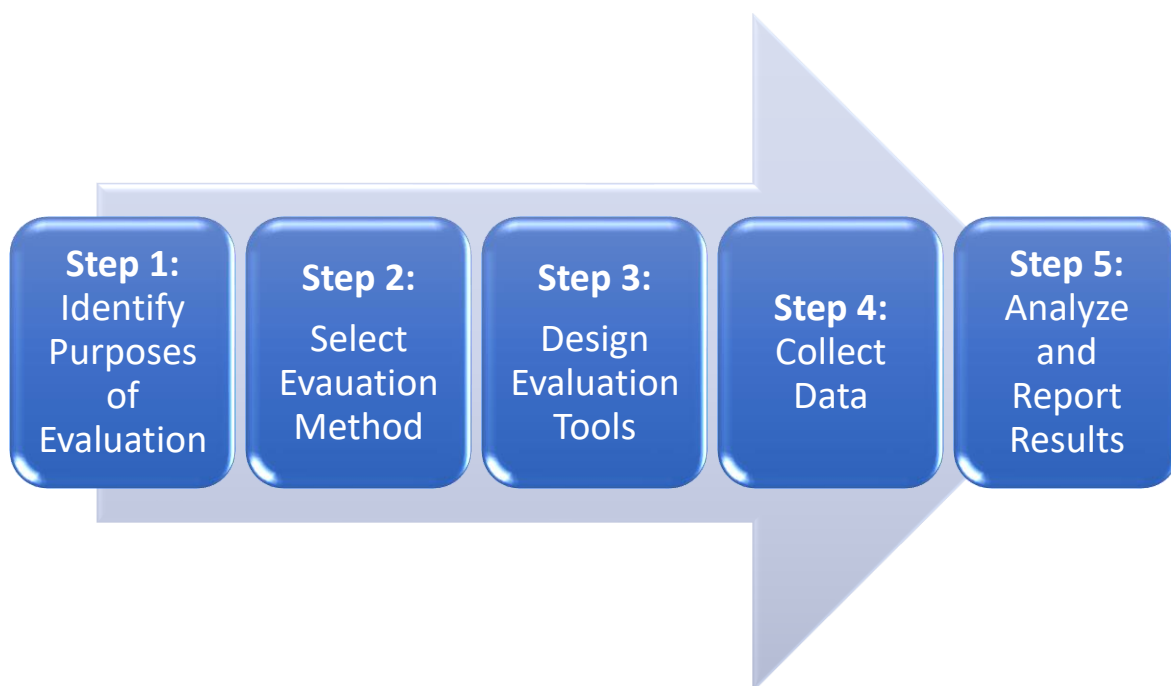 Step 1:
Identify
Purposes
of
Evaluation
Step 2:
Select
Evauation
Method
Step 3:
Design
Evaluation
Tools
Step 4:
Collect
Data
Step 5:
Analyze
and
Report
Results